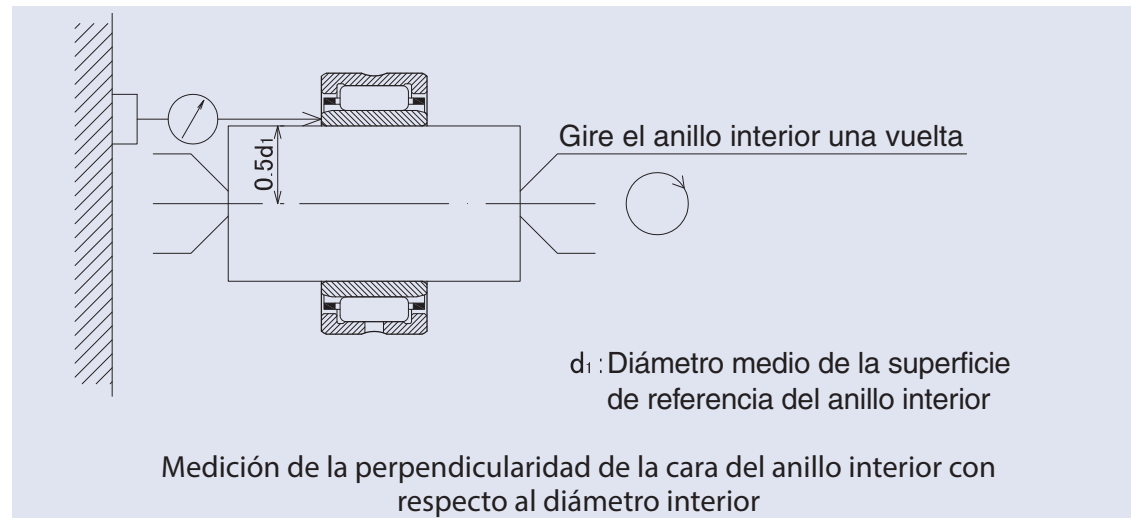 0.5d₁
Gire el anillo interior una vuelta
d₁ : Diámetro medio de la superficie
de referencia del anillo interior
Medición de la perpendicularidad de la cara del anillo interior con
respecto al diámetro interior